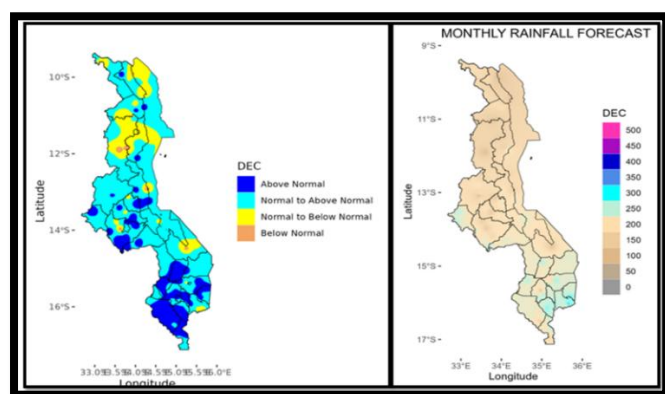 10°S-
12°S-
14°S-
16°S-
Latitude
DEC
Above Normal
Normal to Above Normal
Normal to Below Normal
Below Normal
Longitude
MONTHLY RAINFALL FORECAST
9°S-
11°S-
13°S-
15°S-
17°S-
Latitude
DEC
500
450
400
350
300
250
200
150
100
50
0
33°E
34°E
35°E
36°E
Longitude